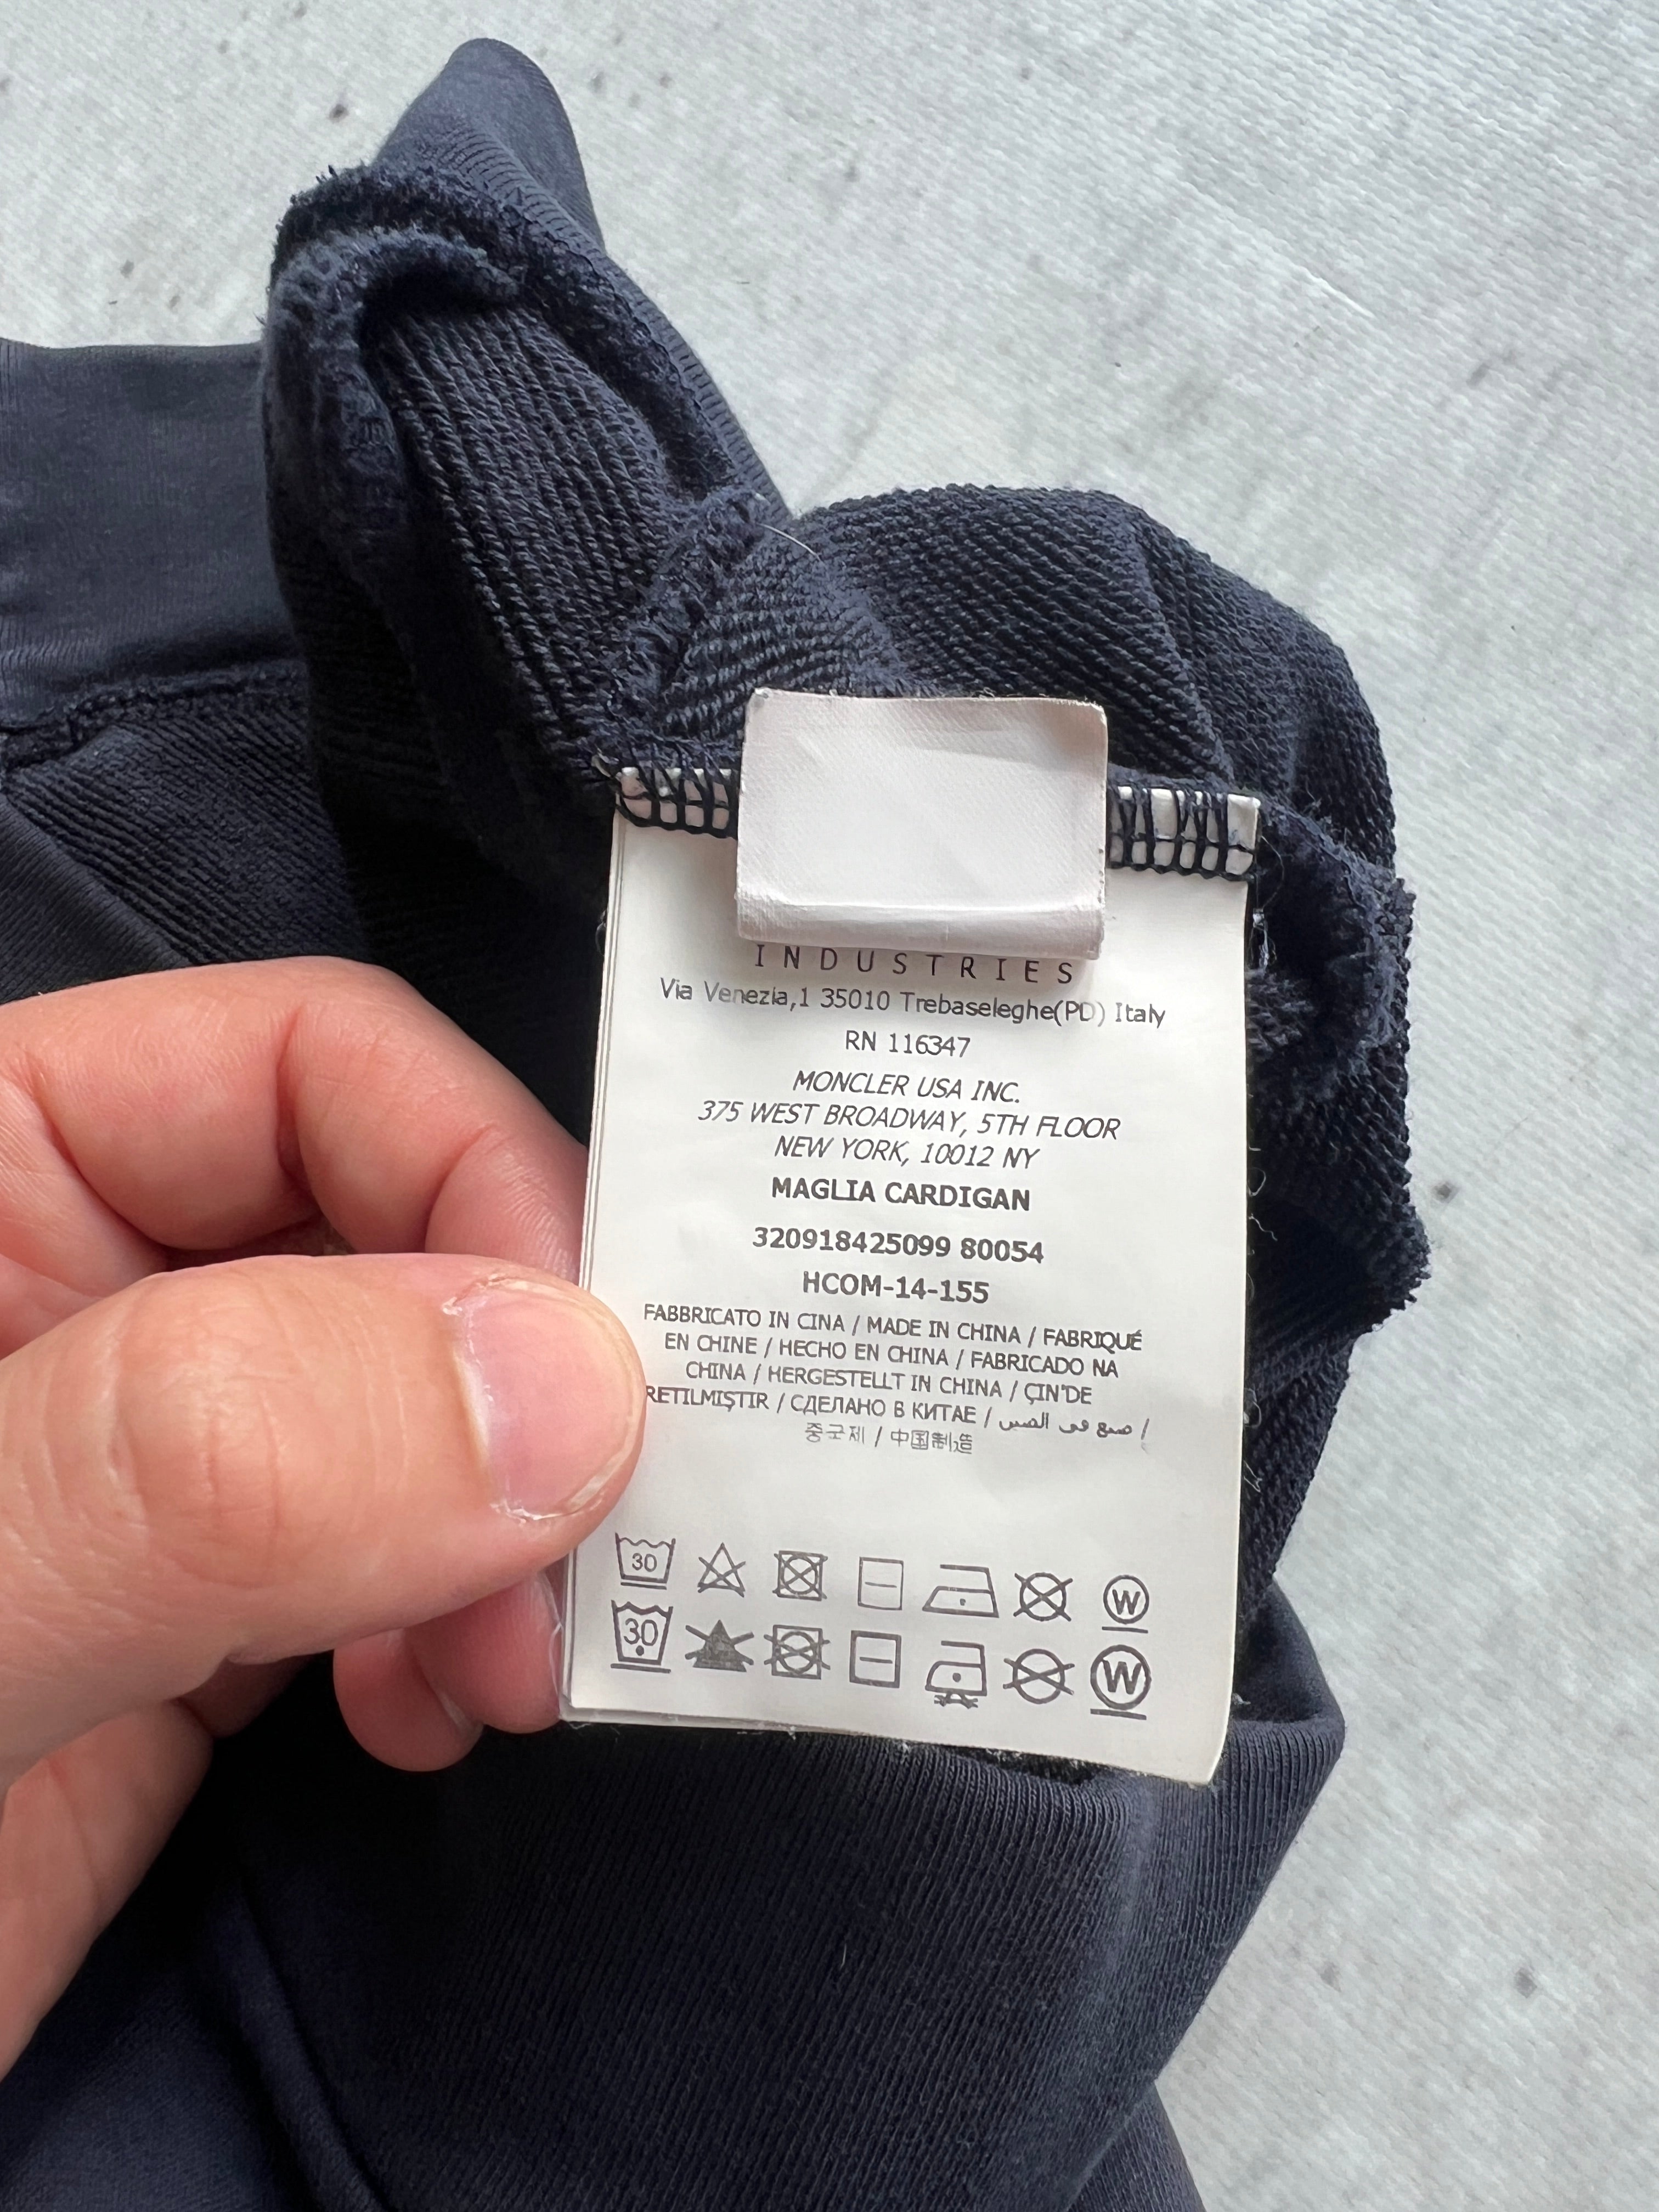 INDUSTRIES
Via Venezia,1 35010 Trebaseleghe(PD) Italy
RN 116347
MONCLER USA INC.
375 WEST BROADWAY, 5TH FLOOR
NEW YORK, 10012 NY
MAGLIA CARDIGAN
320918425099 80054
HCOM-14-155
FABBRICATO IN CINA / MADE IN CHINA / FABRIQUÉ
EN CHINE / HECHO EN CHINA / FABRICADO NA
CHINA / HERGESTELLT IN CHINA / ÇIN'DE
RETILMIŞTIR / СДЕЛАНО В КИТАЕ / صنع في الصين /
중국제 / 中国制造
30 W
30 W